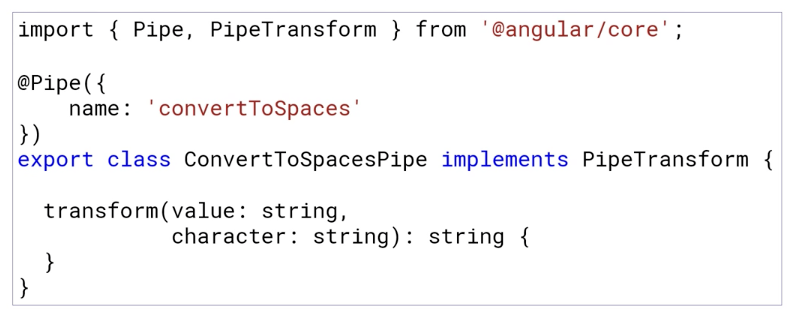 import { Pipe, PipeTransform } from '@angular/core';
@Pipe({
    name: 'convertToSpaces'
})
export class ConvertToSpacesPipe implements PipeTransform {
  transform(value: string,
            character: string): string {
  }
}